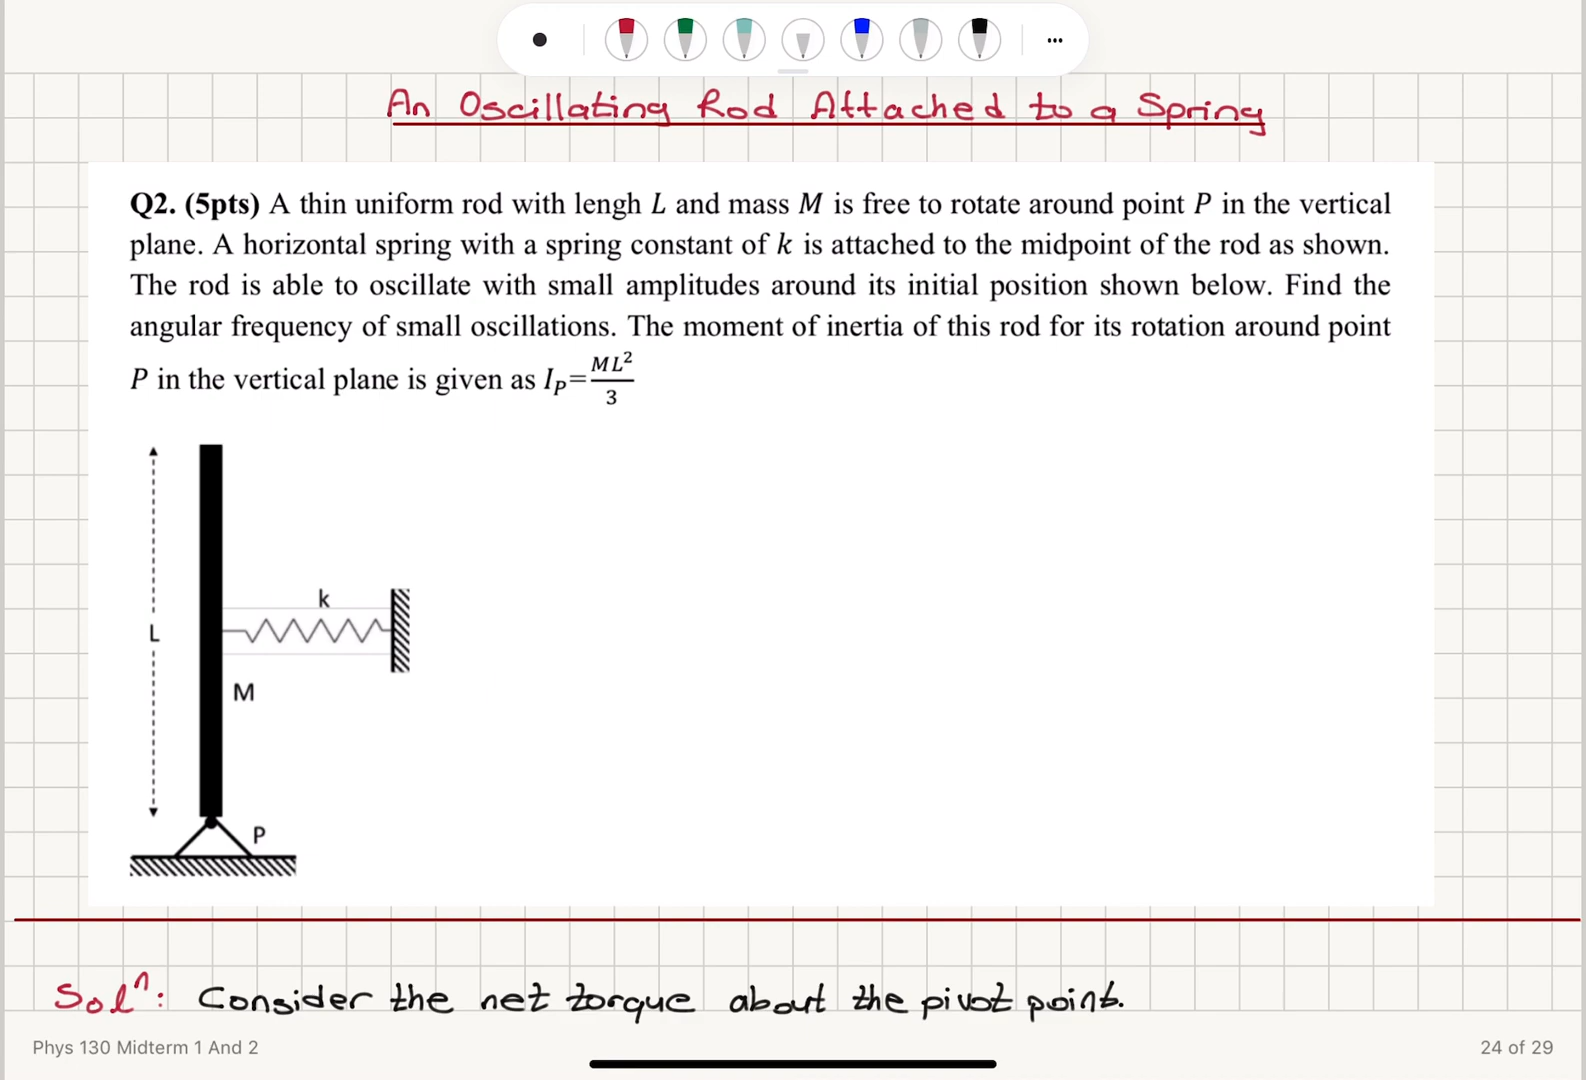 An Oscillating Rod Attached to a Spring
Q2. (5pts) A thin uniform rod with lengh L and mass M is free to rotate around point P in the vertical
plane. A horizontal spring with a spring constant of k is attached to the midpoint of the rod as shown.
The rod is able to oscillate with small amplitudes around its initial position shown below. Find the
angular frequency of small oscillations. The moment of inertia of this rod for its rotation around point
P in the vertical plane is given as I_P=\frac{ML^2}{3}
k
L
M
P
Solⁿ: Consider the net torque about the pivot point.
Phys 130 Midterm 1 And 2
24 of 29